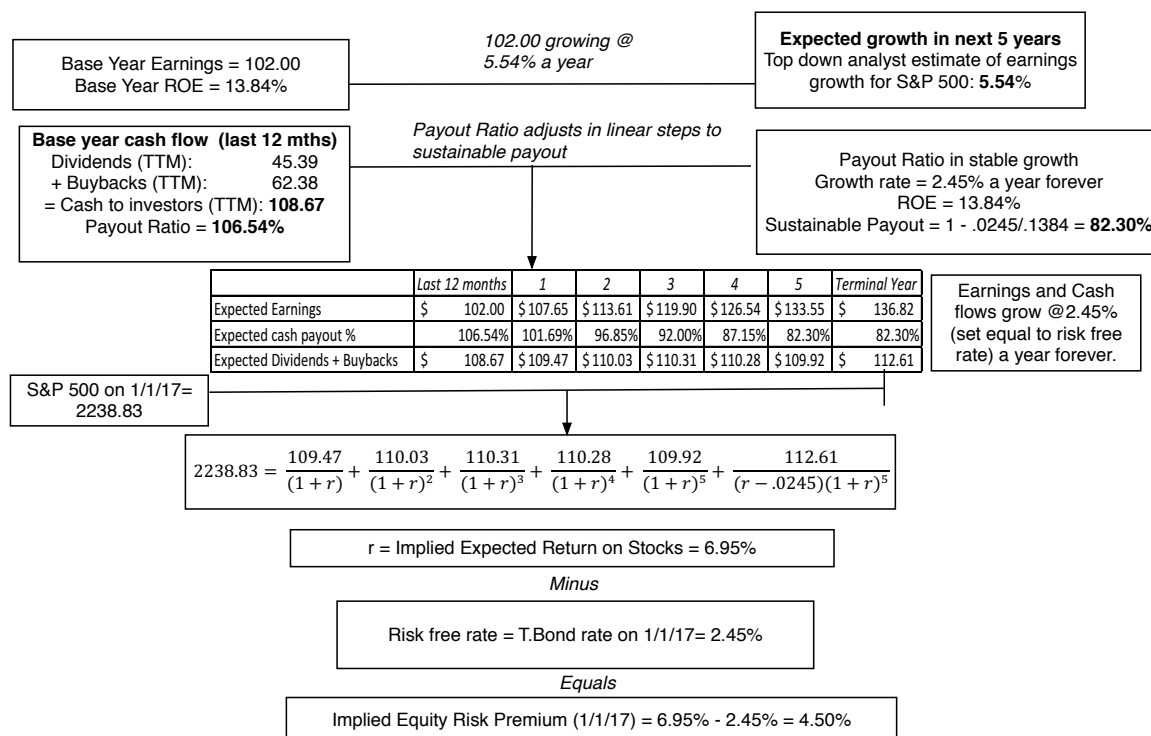 Base Year Earnings = 102.00
Base Year ROE = 13.84%
102.00 growing @
5.54% a year
Expected growth in next 5 years
Top down analyst estimate of earnings
growth for S&P 500: 5.54%
Base year cash flow (last 12 mths)
Dividends (TTM): 45.39
+ Buybacks (TTM): 62.38
= Cash to investors (TTM): 108.67
Payout Ratio = 106.54%
Payout Ratio adjusts in linear steps to
sustainable payout
Payout Ratio in stable growth
Growth rate = 2.45% a year forever
ROE = 13.84%
Sustainable Payout = 1 - .0245/.1384 = 82.30%
Last 12 months 1 2 3 4 5 Terminal Year
Expected Earnings $ 102.00 $107.65 $113.61 $119.90 $126.54 $133.55 $ 136.82
Expected cash payout % 106.54% 101.69% 96.85% 92.00% 87.15% 82.30% 82.30%
Expected Dividends + Buybacks $ 108.67 $109.47 $110.03 $110.31 $110.28 $109.92 $ 112.61
Earnings and Cash
flows grow @2.45%
(set equal to risk free
rate) a year forever.
S&P 500 on 1/1/17=
2238.83
2238.83 = 109.47/(1 + r) + 110.03/(1 + r)^2 + 110.31/(1 + r)^3 + 110.28/(1 + r)^4 + 109.92/(1 + r)^5 + 112.61/((r − .0245)(1 + r)^5)
r = Implied Expected Return on Stocks = 6.95%
Minus
Risk free rate = T.Bond rate on 1/1/17= 2.45%
Equals
Implied Equity Risk Premium (1/1/17) = 6.95% - 2.45% = 4.50%